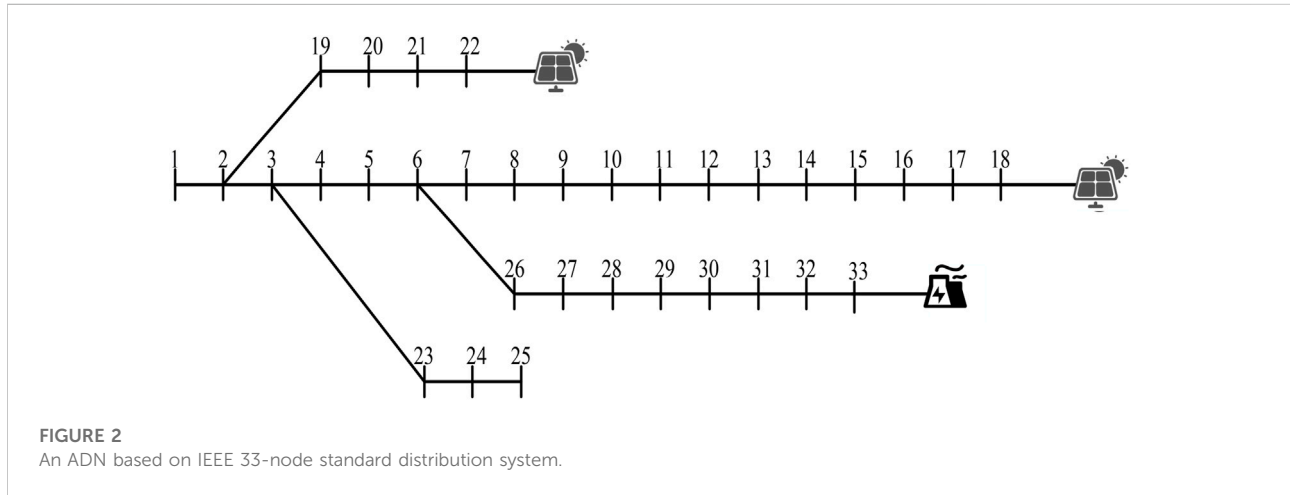 19 20 21 22
1 2 3 4 5 6 7 8 9 10 11 12 13 14 15 16 17 18
26 27 28 29 30 31 32 33
23 24 25
FIGURE 2
An ADN based on IEEE 33-node standard distribution system.